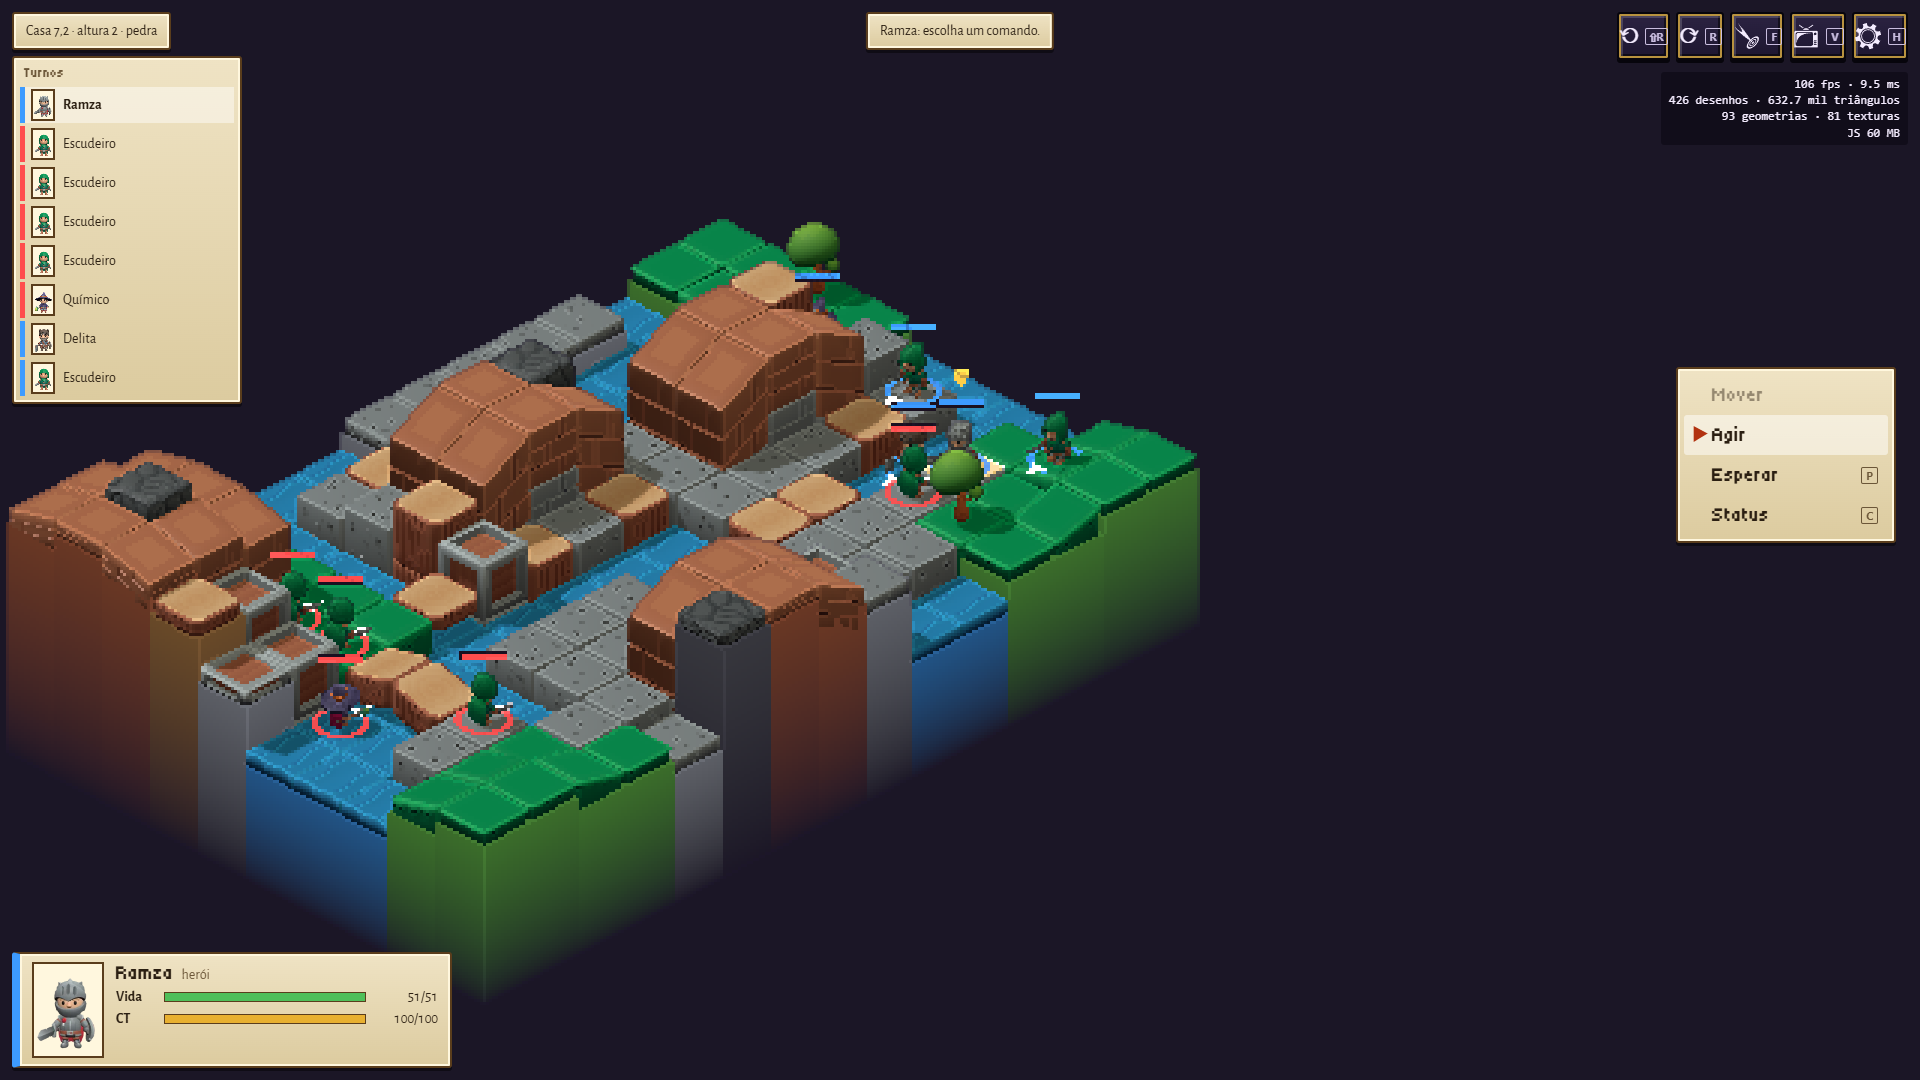 Casa 7,2 · altura 2 · pedra
Ramza: escolha um comando.
⇧R
R
F
V
H
106 fps · 9.5 ms
426 desenhos · 632.7 mil triângulos
93 geometrias · 81 texturas
JS 60 MB
Turnos
Ramza
Escudeiro
Escudeiro
Escudeiro
Escudeiro
Químico
Delita
Escudeiro
Mover
Agir
Esperar P
Status C
Ramza herói
Vida 51/51
CT 100/100